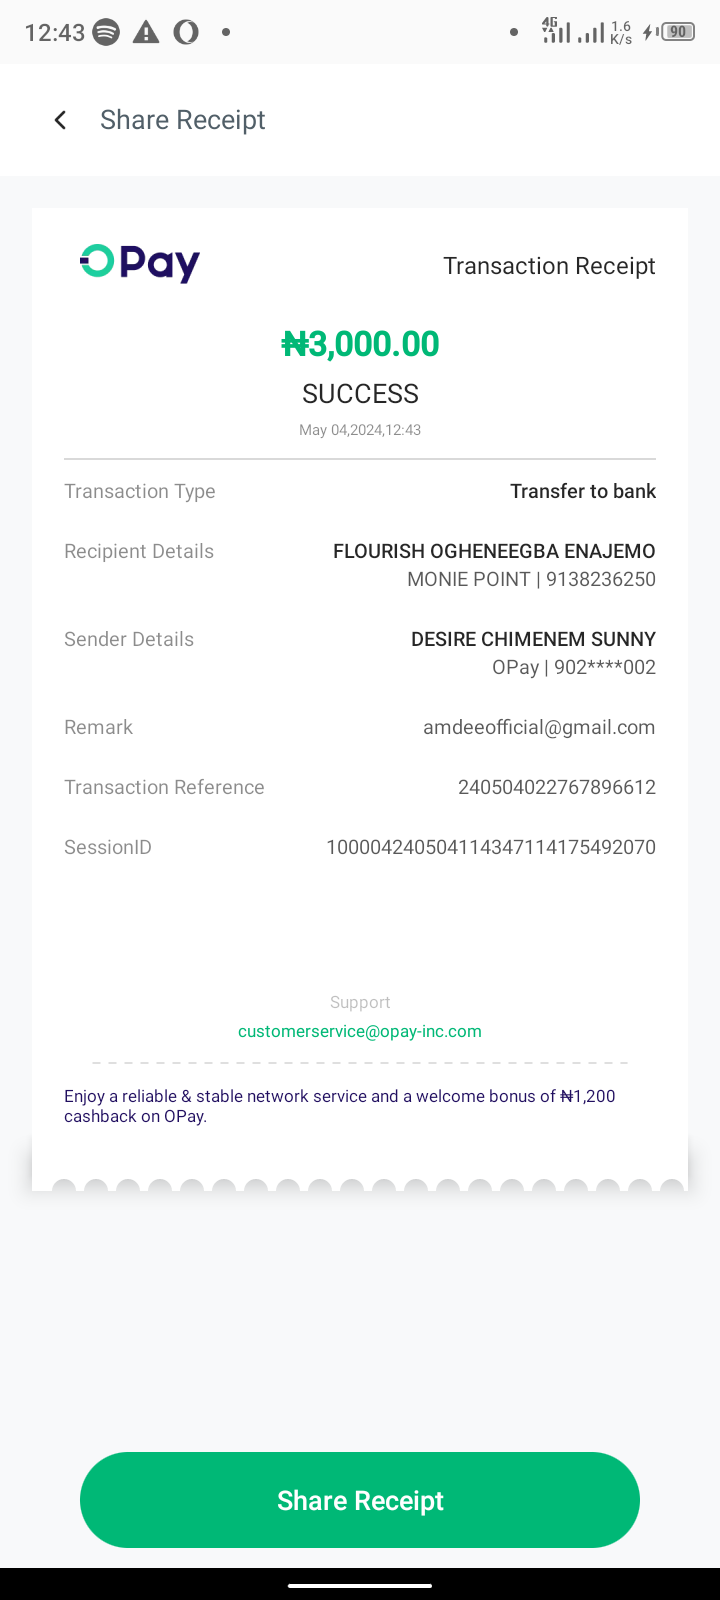 12:43
4G 1.6 K/s 90
Share Receipt
OPay
Transaction Receipt
₦3,000.00
SUCCESS
May 04,2024,12:43
Transaction Type Transfer to bank
Recipient Details FLOURISH OGHENEEGBA ENAJEMO
MONIE POINT | 9138236250
Sender Details DESIRE CHIMENEM SUNNY
OPay | 902****002
Remark amdeeofficial@gmail.com
Transaction Reference 240504022767896612
SessionID 100004240504114347114175492070
Support
customerservice@opay-inc.com
Enjoy a reliable & stable network service and a welcome bonus of ₦1,200
cashback on OPay.
Share Receipt